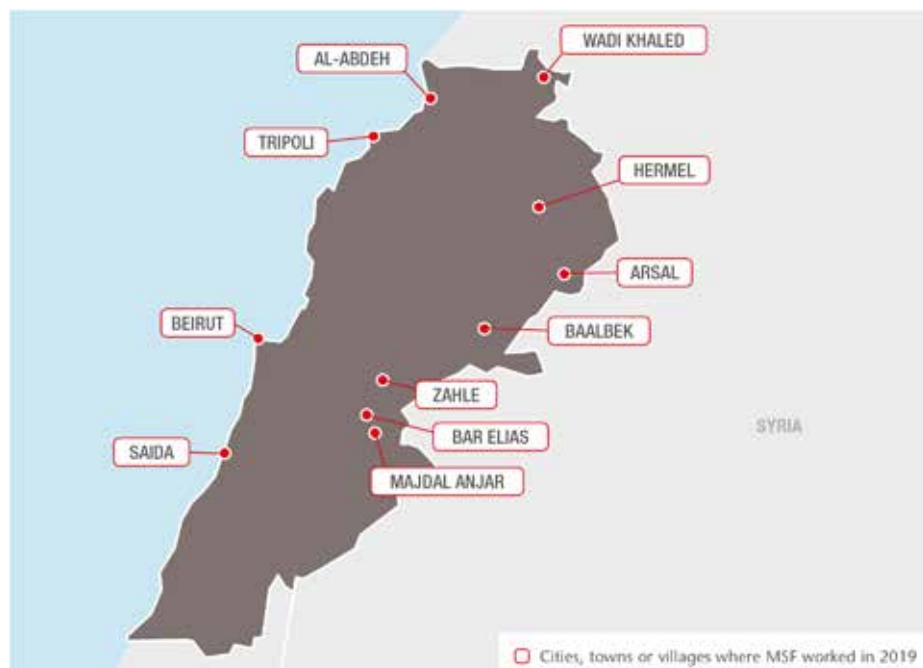 WADI KHALED
AL-ABDEH
TRIPOLI
HERMEL
ARSAL
BEIRUT
BAALBEK
ZAHLE
SYRIA
BAR ELIAS
SAIDA
MAJDAL ANJAR
Cities, towns or villages where MSF worked in 2019